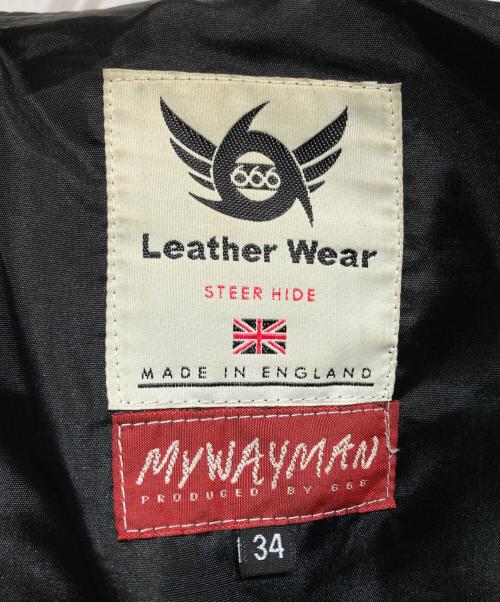 666
Leather Wear
STEER HIDE
MADE IN ENGLAND
MYWAYMAN
PRODUCED BY 666
34